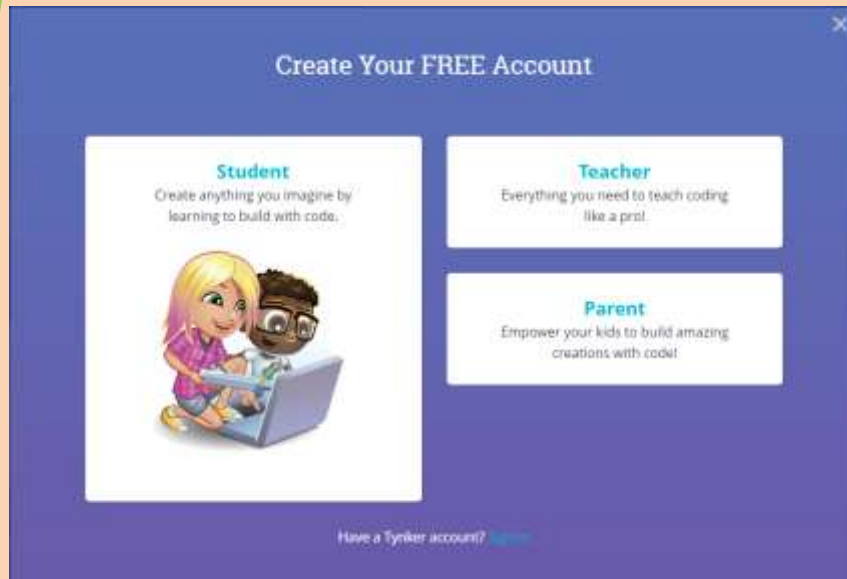 Create Your FREE Account
Student
Create anything you imagine by
learning to build with code.
Teacher
Everything you need to teach coding
like a pro!
Parent
Empower your kids to build amazing
creations with code!
Have a Tynker account?